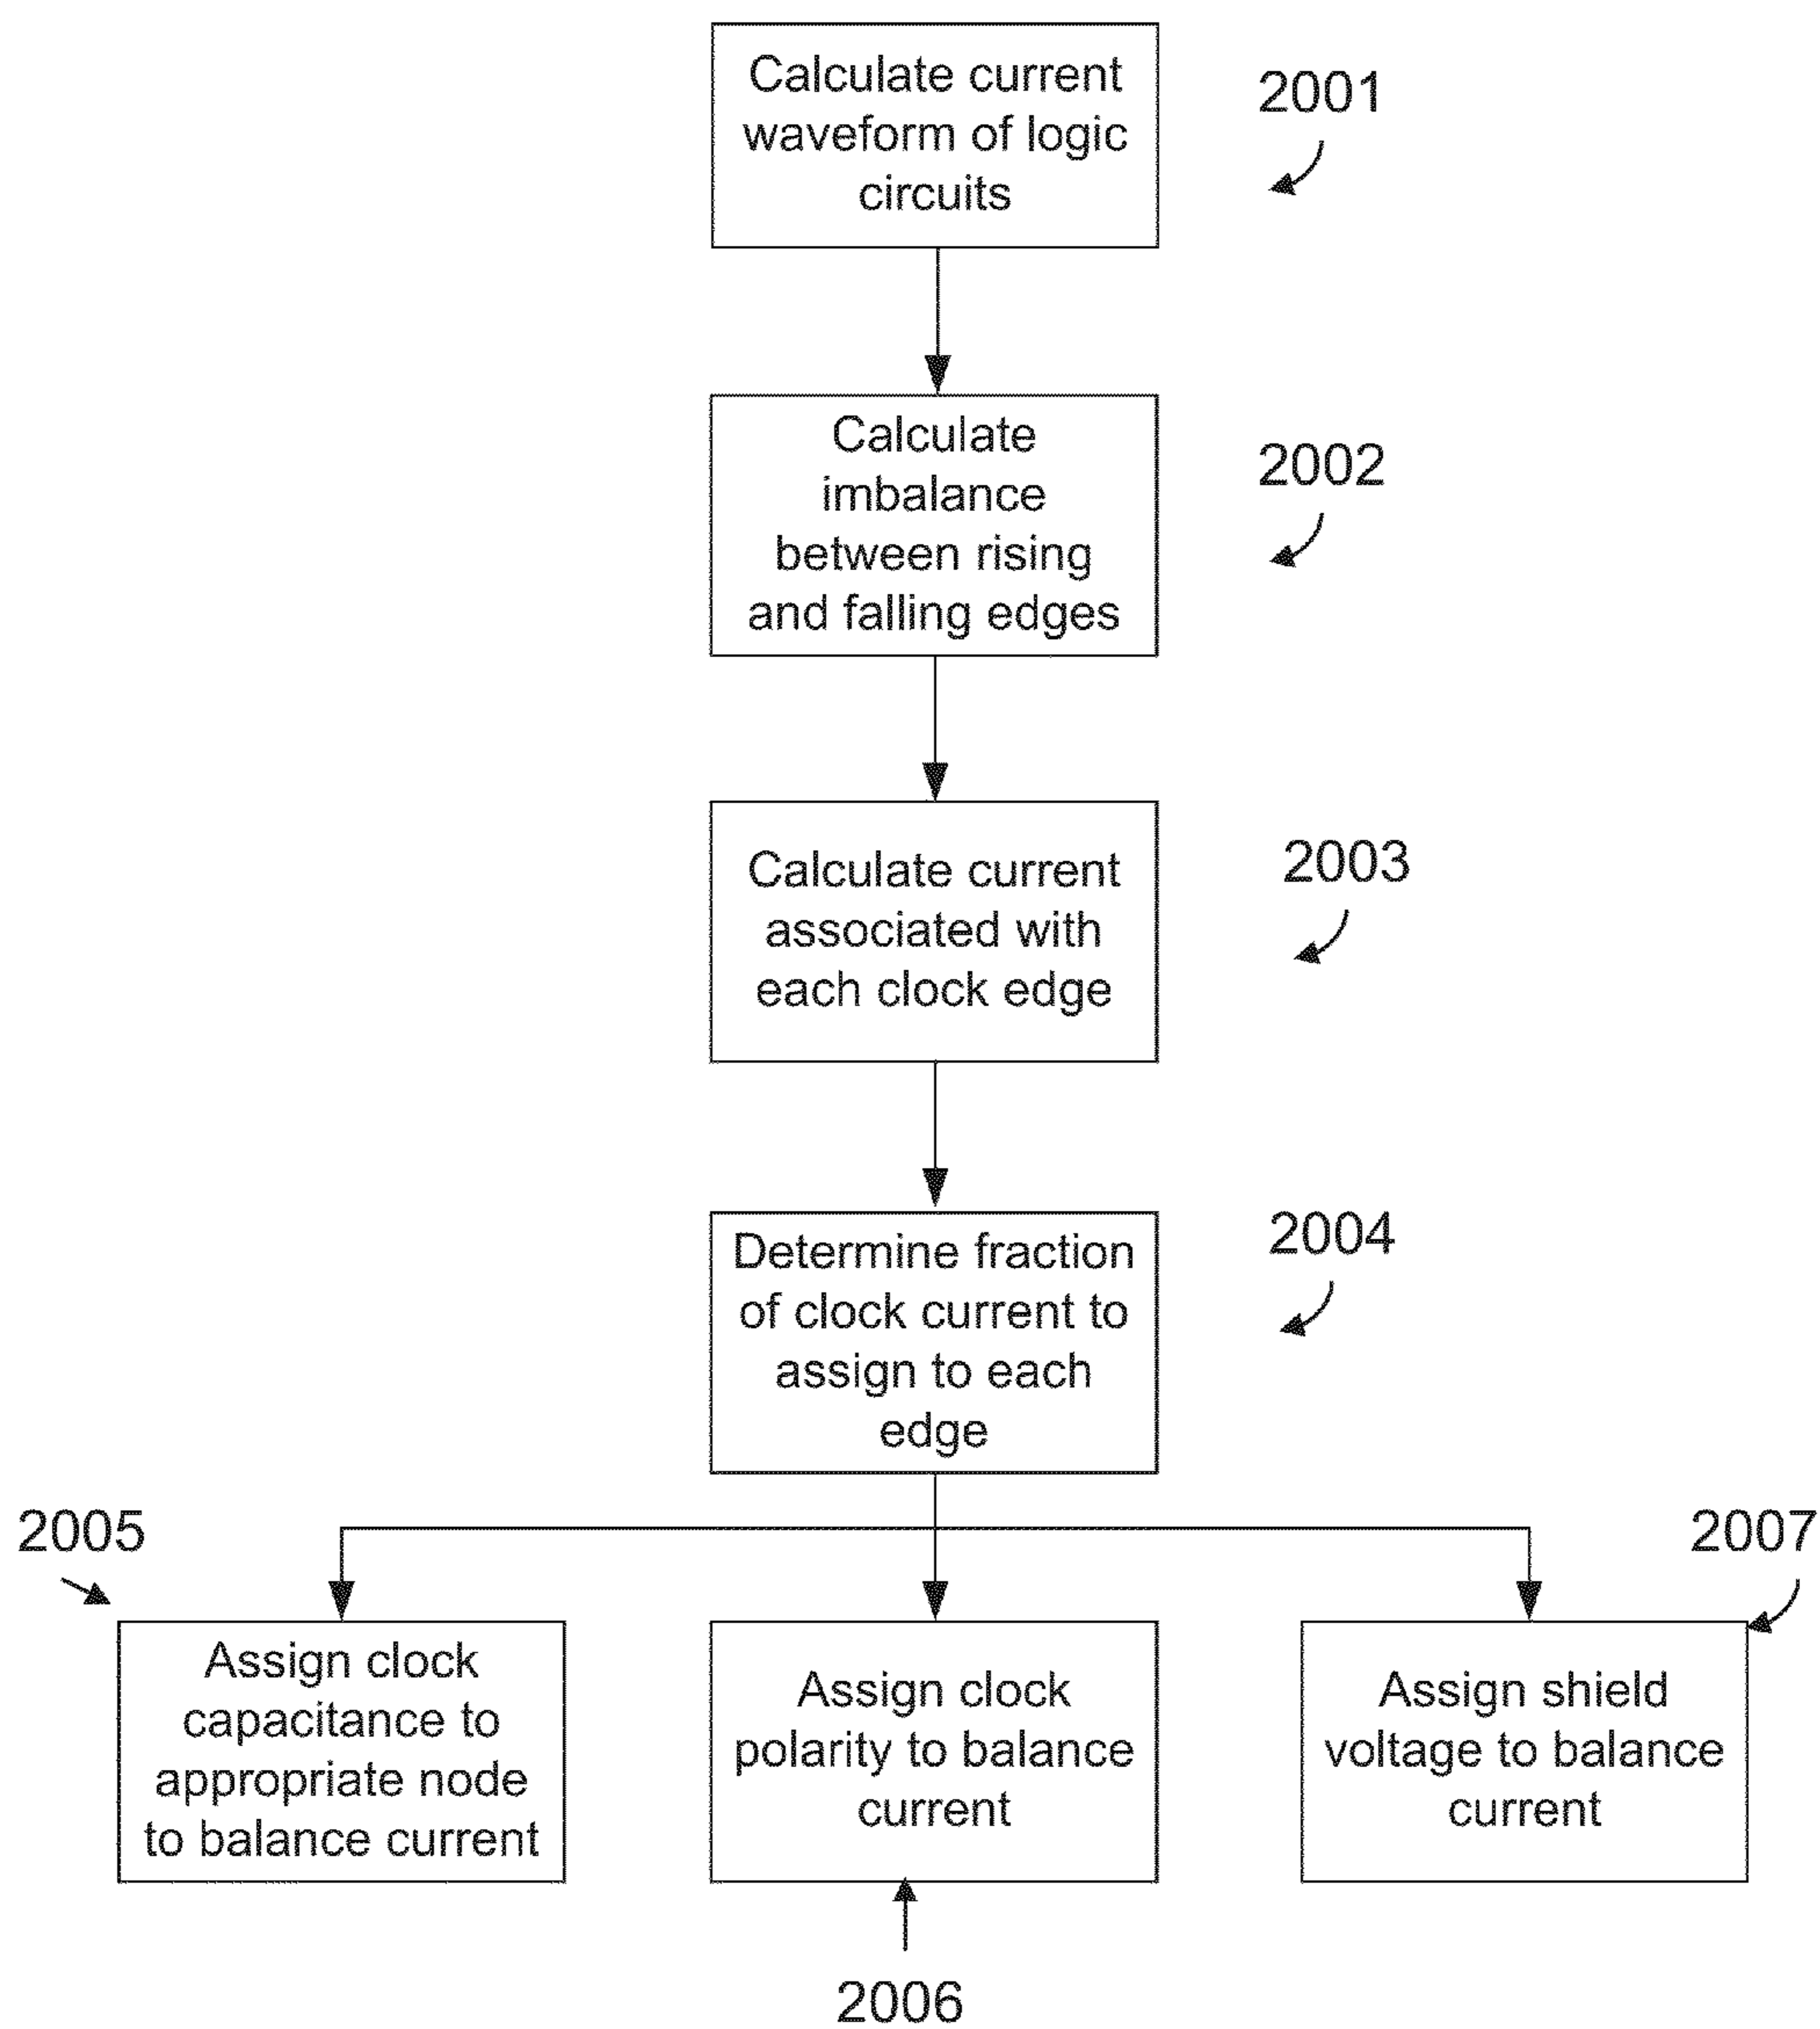 Calculate current
waveform of logic
circuits
2001
Calculate
imbalance
between rising
and falling edges
2002
Calculate current
associated with
each clock edge
2003
Determine fraction
of clock current to
assign to each
edge
2004
2005
Assign clock
capacitance to
appropriate node
to balance current
Assign clock
polarity to balance
current
2006
2007
Assign shield
voltage to balance
current